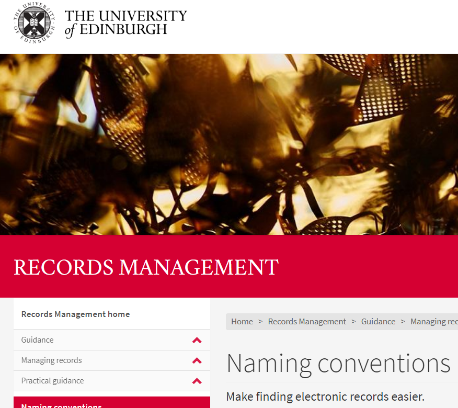 THE UNIVERSITY
of EDINBURGH
RECORDS MANAGEMENT
Records Management home
Guidance
Managing records
Practical guidance
Naming conventions
Home > Records Management > Guidance > Managing rec
Naming conventions
Make finding electronic records easier.